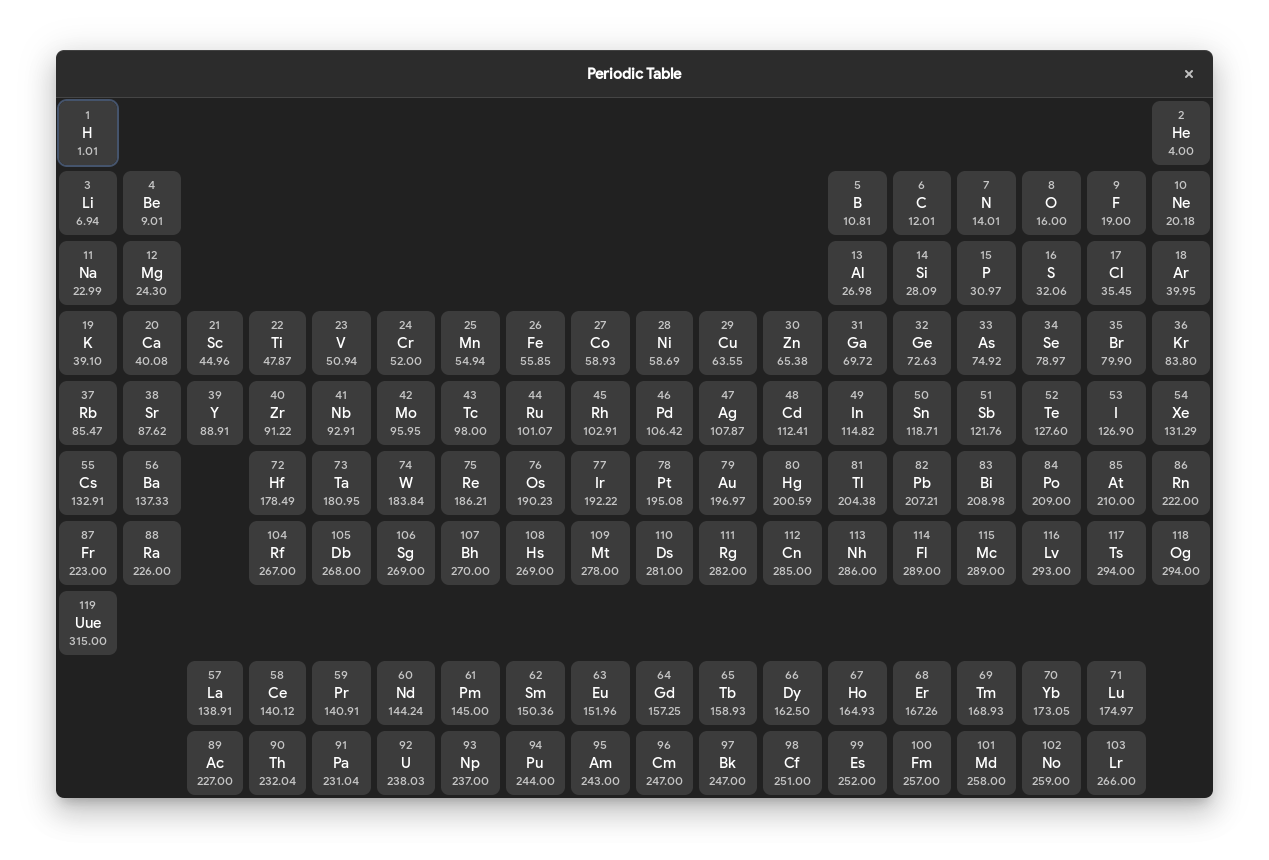 Periodic Table ×
1 2
H He
1.01 4.00
3 4 5 6 7 8 9 10
Li Be B C N O F Ne
6.94 9.01 10.81 12.01 14.01 16.00 19.00 20.18
11 12 13 14 15 16 17 18
Na Mg Al Si P S Cl Ar
22.99 24.30 26.98 28.09 30.97 32.06 35.45 39.95
19 20 21 22 23 24 25 26 27 28 29 30 31 32 33 34 35 36
K Ca Sc Ti V Cr Mn Fe Co Ni Cu Zn Ga Ge As Se Br Kr
39.10 40.08 44.96 47.87 50.94 52.00 54.94 55.85 58.93 58.69 63.55 65.38 69.72 72.63 74.92 78.97 79.90 83.80
37 38 39 40 41 42 43 44 45 46 47 48 49 50 51 52 53 54
Rb Sr Y Zr Nb Mo Tc Ru Rh Pd Ag Cd In Sn Sb Te I Xe
85.47 87.62 88.91 91.22 92.91 95.95 98.00 101.07 102.91 106.42 107.87 112.41 114.82 118.71 121.76 127.60 126.90 131.29
55 56 72 73 74 75 76 77 78 79 80 81 82 83 84 85 86
Cs Ba Hf Ta W Re Os Ir Pt Au Hg Tl Pb Bi Po At Rn
132.91 137.33 178.49 180.95 183.84 186.21 190.23 192.22 195.08 196.97 200.59 204.38 207.21 208.98 209.00 210.00 222.00
87 88 104 105 106 107 108 109 110 111 112 113 114 115 116 117 118
Fr Ra Rf Db Sg Bh Hs Mt Ds Rg Cn Nh Fl Mc Lv Ts Og
223.00 226.00 267.00 268.00 269.00 270.00 269.00 278.00 281.00 282.00 285.00 286.00 289.00 289.00 293.00 294.00 294.00
119
Uue
315.00
57 58 59 60 61 62 63 64 65 66 67 68 69 70 71
La Ce Pr Nd Pm Sm Eu Gd Tb Dy Ho Er Tm Yb Lu
138.91 140.12 140.91 144.24 145.00 150.36 151.96 157.25 158.93 162.50 164.93 167.26 168.93 173.05 174.97
89 90 91 92 93 94 95 96 97 98 99 100 101 102 103
Ac Th Pa U Np Pu Am Cm Bk Cf Es Fm Md No Lr
227.00 232.04 231.04 238.03 237.00 244.00 243.00 247.00 247.00 251.00 252.00 257.00 258.00 259.00 266.00